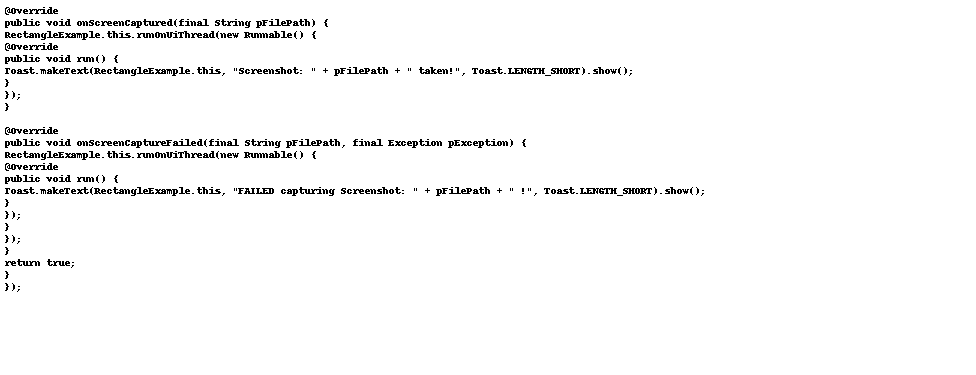 @Override
public void onScreenCaptured(final String pFilePath) {
RectangleExample.this.runOnUiThread(new Runnable() {
@Override
public void run() {
Toast.makeText(RectangleExample.this, "Screenshot: " + pFilePath + " taken!", Toast.LENGTH_SHORT).show();
}
});
}

@Override
public void onScreenCaptureFailed(final String pFilePath, final Exception pException) {
RectangleExample.this.runOnUiThread(new Runnable() {
@Override
public void run() {
Toast.makeText(RectangleExample.this, "FAILED capturing Screenshot: " + pFilePath + " !", Toast.LENGTH_SHORT).show();
}
});
}
});
}
return true;
}
});